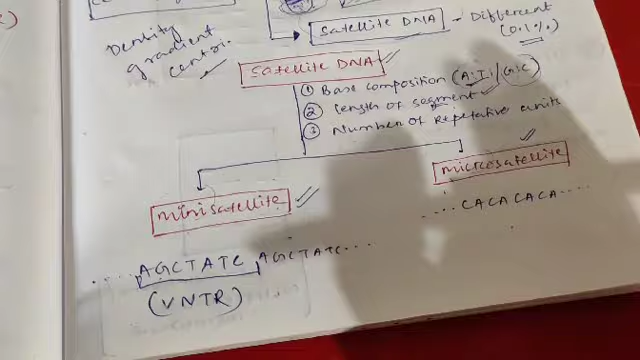 Satellite DNA - Different
(0.1%)
Density
gradient
centri.
Satellite DNA
① Base composition (A:T/G:C)
② length of segment
③ Number of Repetative units
minisatellite
microsatellite
.... CACACACA....
.... AGCTATC AGCTATC...
(VNTR)